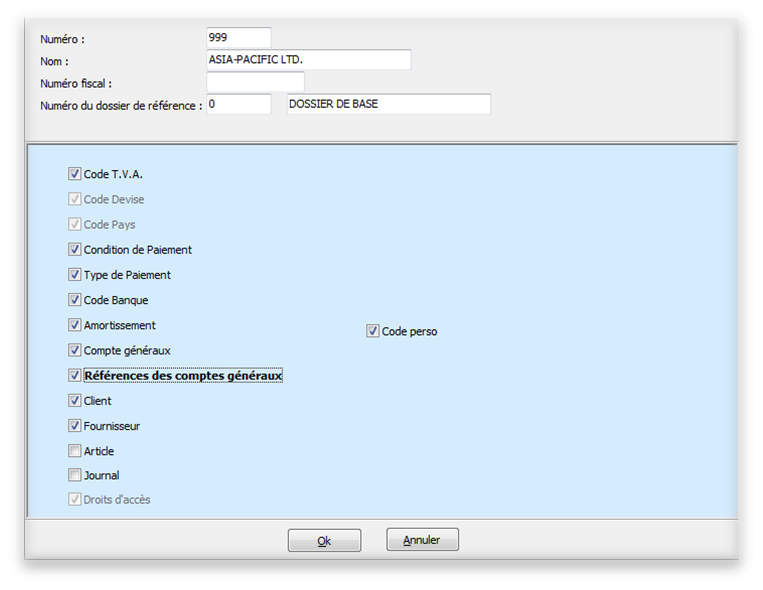 Numéro : 999
Nom : ASIA-PACIFIC LTD.
Numéro fiscal :
Numéro du dossier de référence : 0 DOSSIER DE BASE
Code T.V.A.
Code Devise
Code Pays
Condition de Paiement
Type de Paiement
Code Banque
Amortissement
Code perso
Compte généraux
Références des comptes généraux
Client
Fournisseur
Article
Journal
Droits d'accès
Ok Annuler